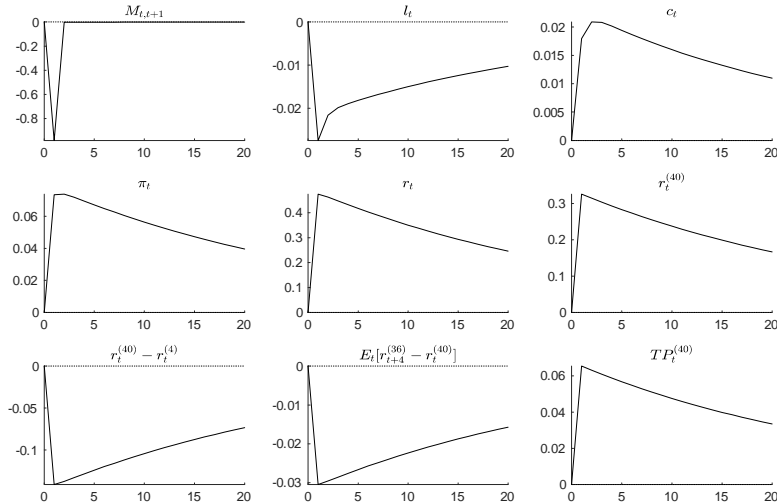 M_{t,t+1}
l_t
c_t
0
-0.2
-0.4
-0.6
-0.8
0 5 10 15 20
0
-0.01
-0.02
0 5 10 15 20
0.02
0.015
0.01
0.005
0
0 5 10 15 20
π_t
r_t
r_t^{(40)}
0.06
0.04
0.02
0
0 5 10 15 20
0.4
0.3
0.2
0.1
0
0 5 10 15 20
0.3
0.2
0.1
0
0 5 10 15 20
r_t^{(40)} − r_t^{(4)}
E_t[r_{t+4}^{(36)} − r_t^{(40)}]
TP_t^{(40)}
0
-0.05
-0.1
0 5 10 15 20
0
-0.01
-0.02
-0.03
0 5 10 15 20
0.06
0.04
0.02
0
0 5 10 15 20